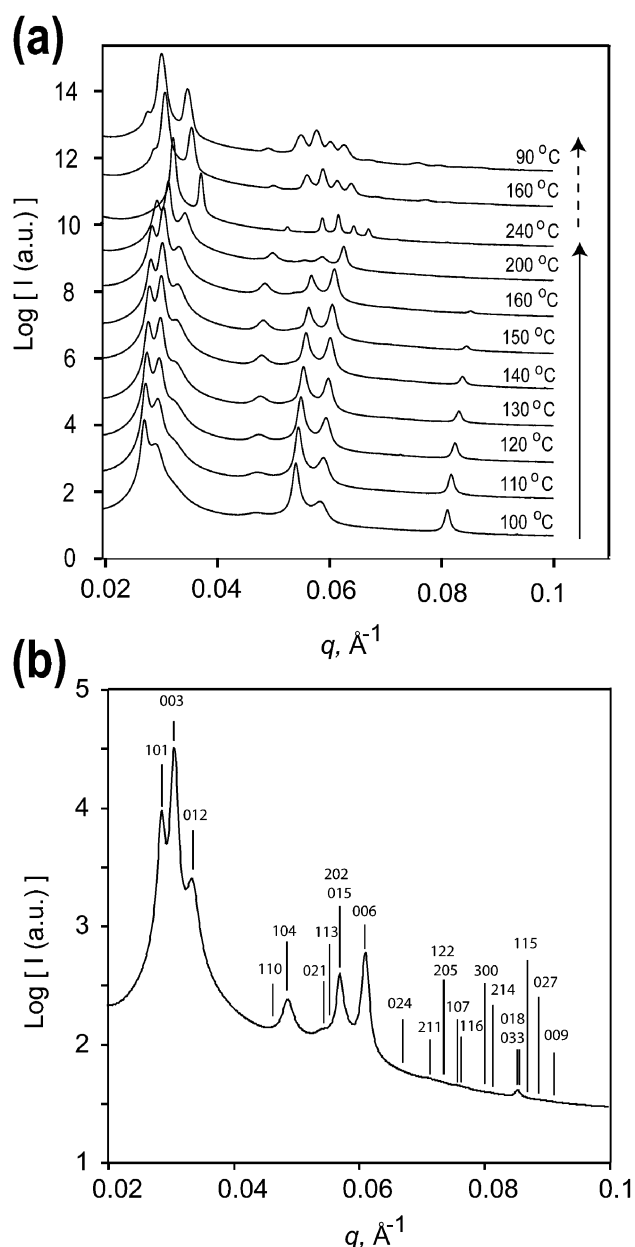 (a)
14
12
10
8
6
4
2
0
Log [ I (a.u.) ]
90 °C
160 °C
240 °C
200 °C
160 °C
150 °C
140 °C
130 °C
120 °C
110 °C
100 °C
0.02 0.04 0.06 0.08 0.1
q, Å-1
(b)
5
4
3
2
1
Log [ I (a.u.) ]
003
101
012
202
015
006
104
113
110
021
115
122
205
300
027
214
107
116
018
033
009
024
211
0.02 0.04 0.06 0.08 0.1
q, Å-1